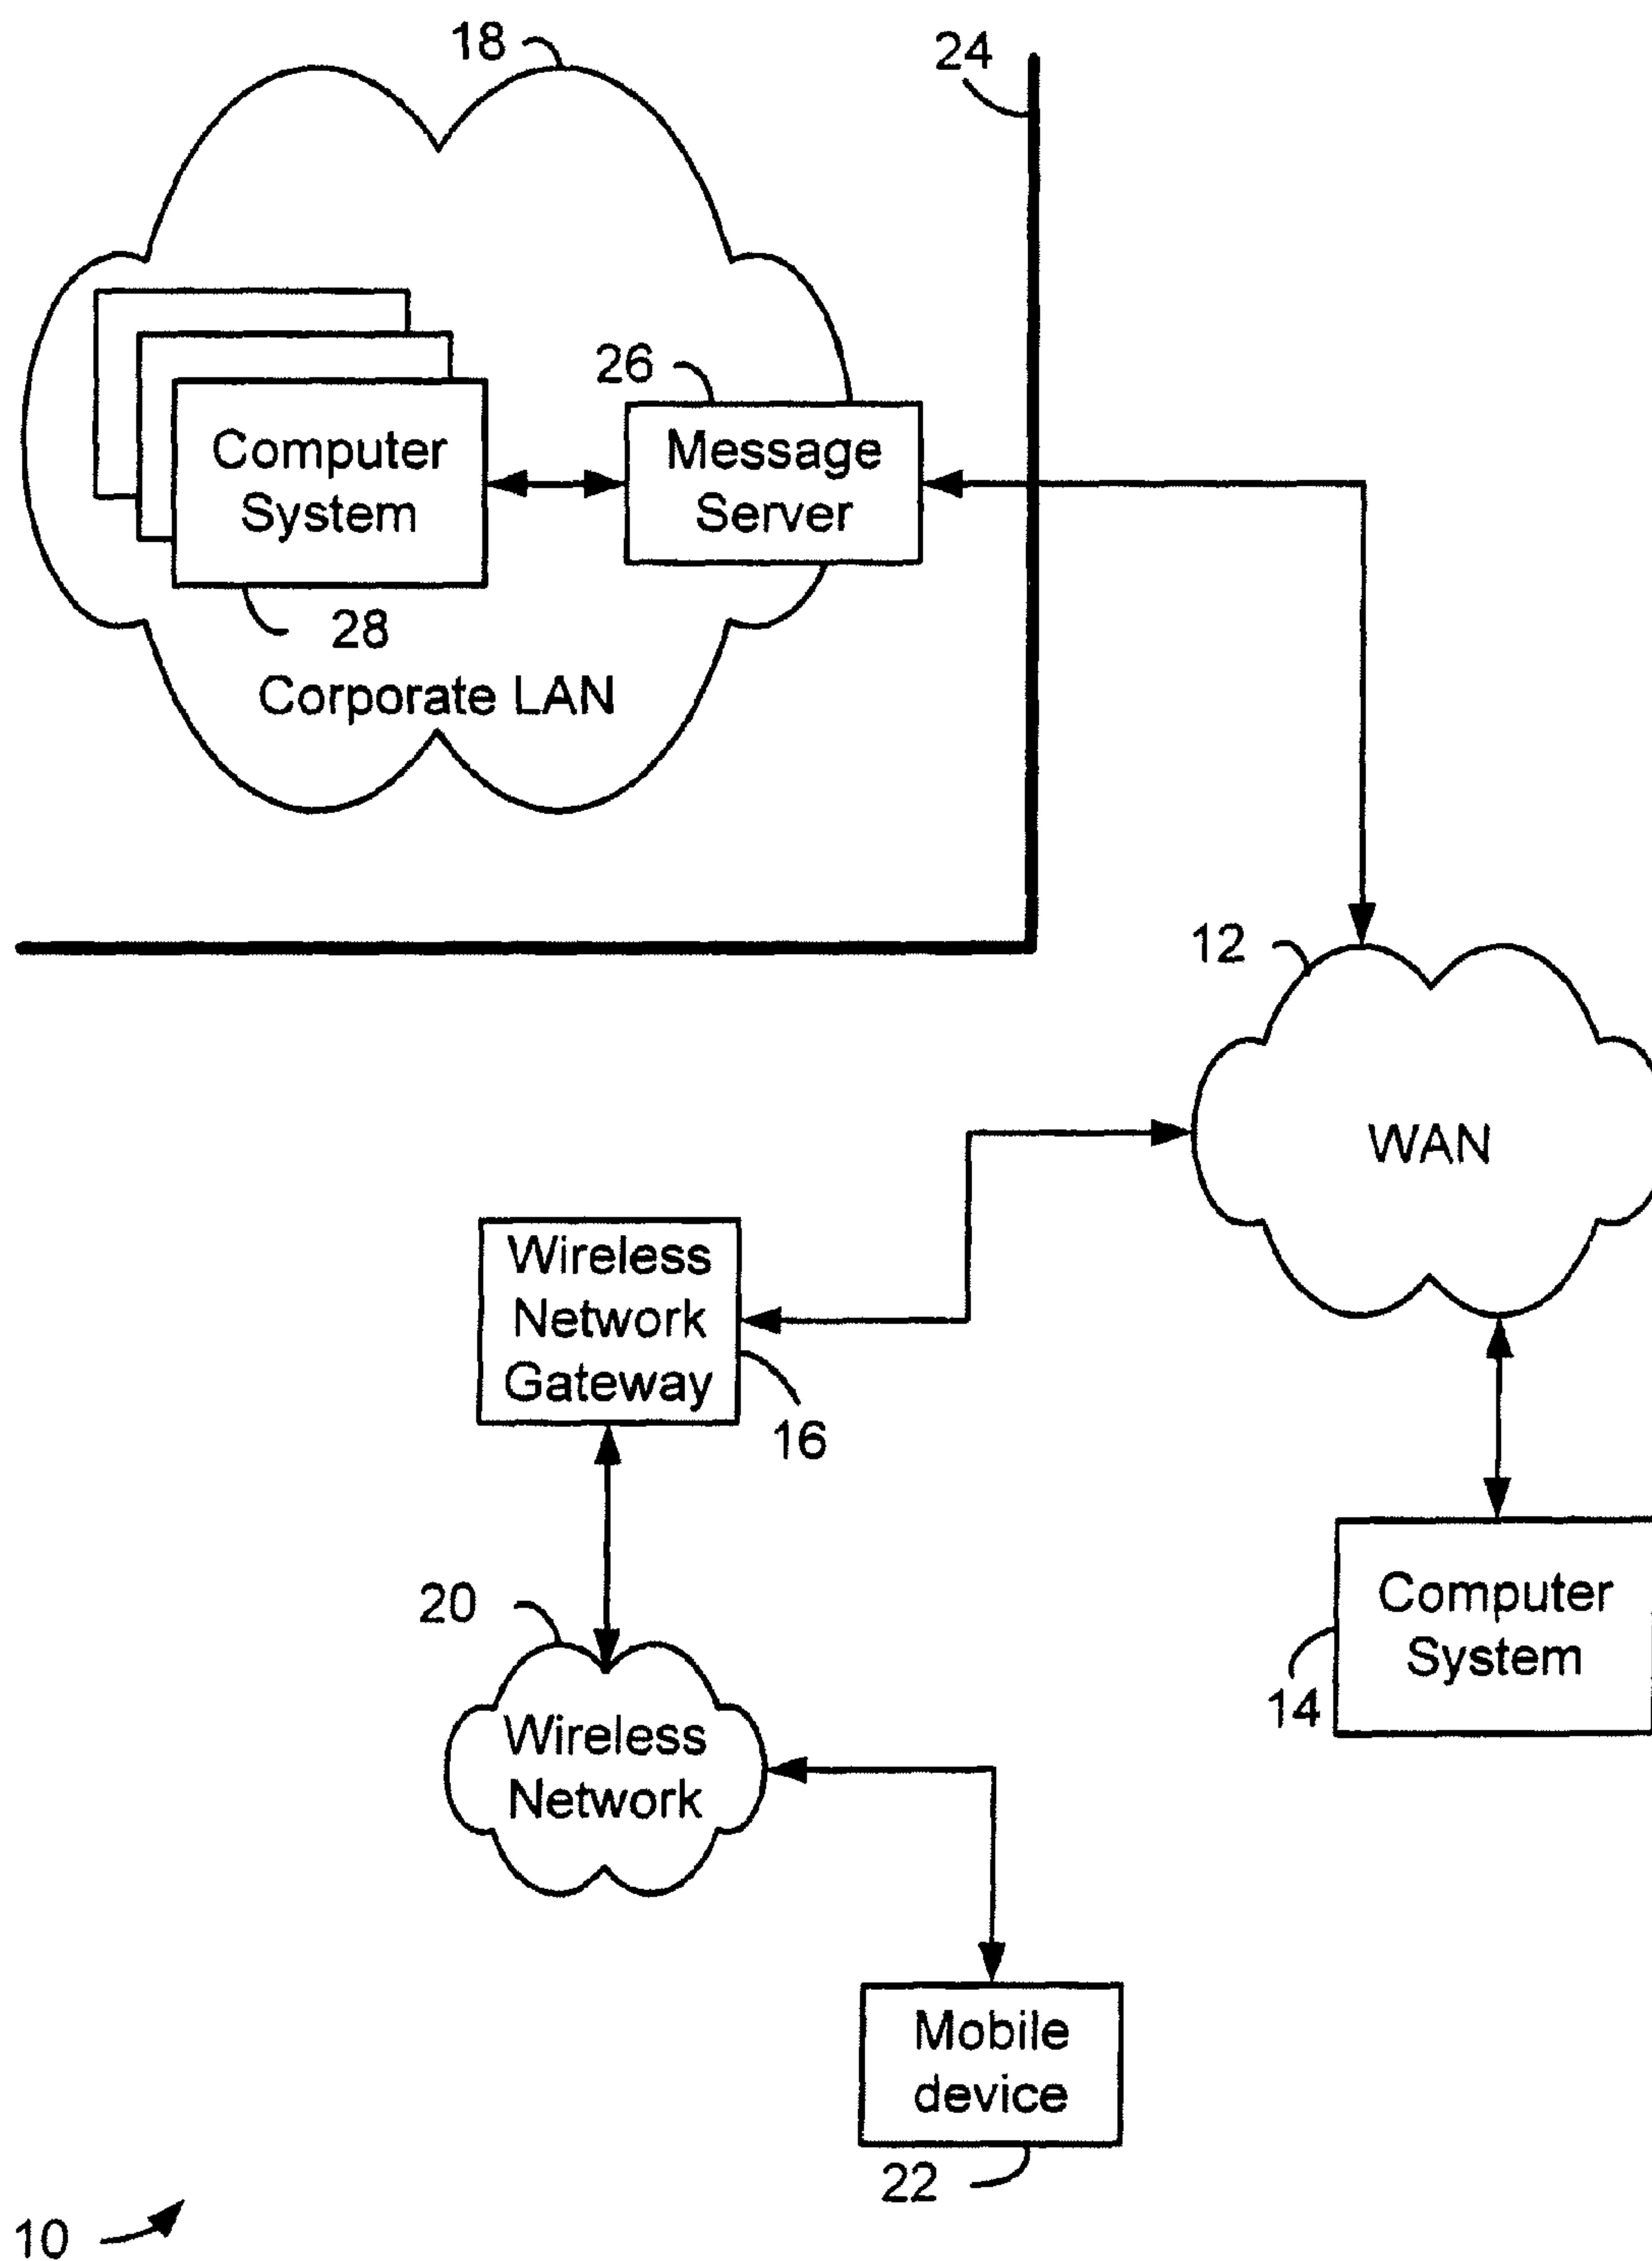 18
24
26
Computer
System
Message
Server
28
Corporate LAN
12
WAN
Wireless
Network
Gateway
16
20
Computer
System
14
Wireless
Network
Mobile
device
22
10